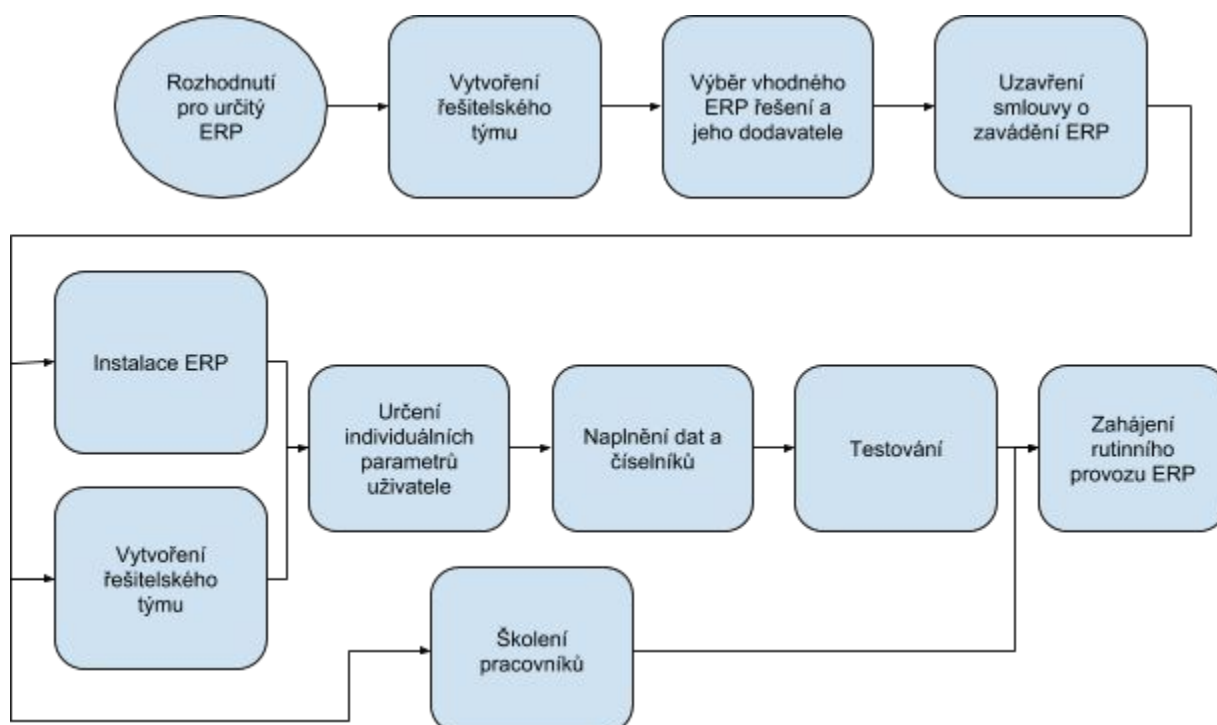 Rozhodnutí
pro určitý
ERP
Vytvoření
řešitelského
týmu
Výběr vhodného
ERP řešení a
jeho dodavatele
Uzavření
smlouvy o
zavádění ERP
Instalace ERP
Vytvoření
řešitelského
týmu
Určení
individuálních
parametrů
uživatele
Naplnění dat a
číselníků
Testování
Zahájení
rutinního
provozu ERP
Školení
pracovníků